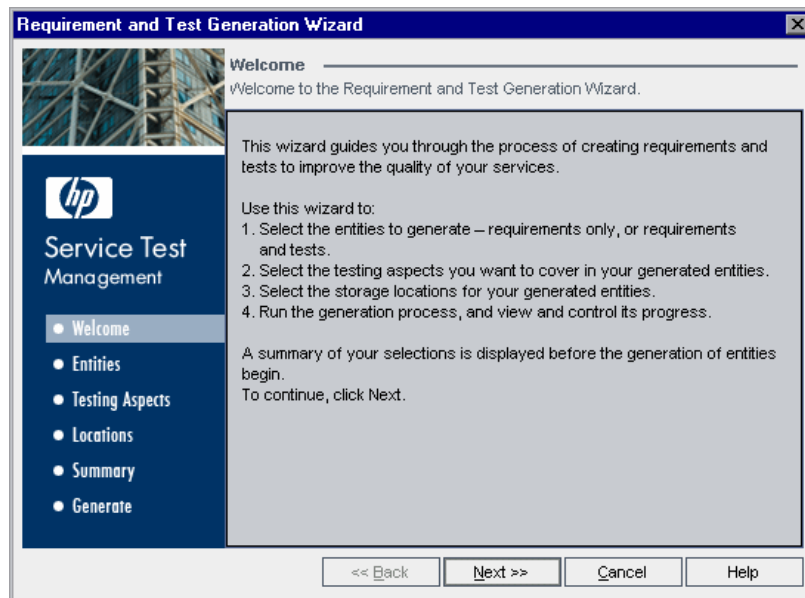 Requirement and Test Generation Wizard
Welcome
Welcome to the Requirement and Test Generation Wizard.
hp
Service Test
Management
Welcome
Entities
Testing Aspects
Locations
Summary
Generate
This wizard guides you through the process of creating requirements and
tests to improve the quality of your services.
Use this wizard to:
1. Select the entities to generate – requirements only, or requirements
and tests.
2. Select the testing aspects you want to cover in your generated entities.
3. Select the storage locations for your generated entities.
4. Run the generation process, and view and control its progress.
A summary of your selections is displayed before the generation of entities
begin.
To continue, click Next.
<< Back
Next >>
Cancel
Help